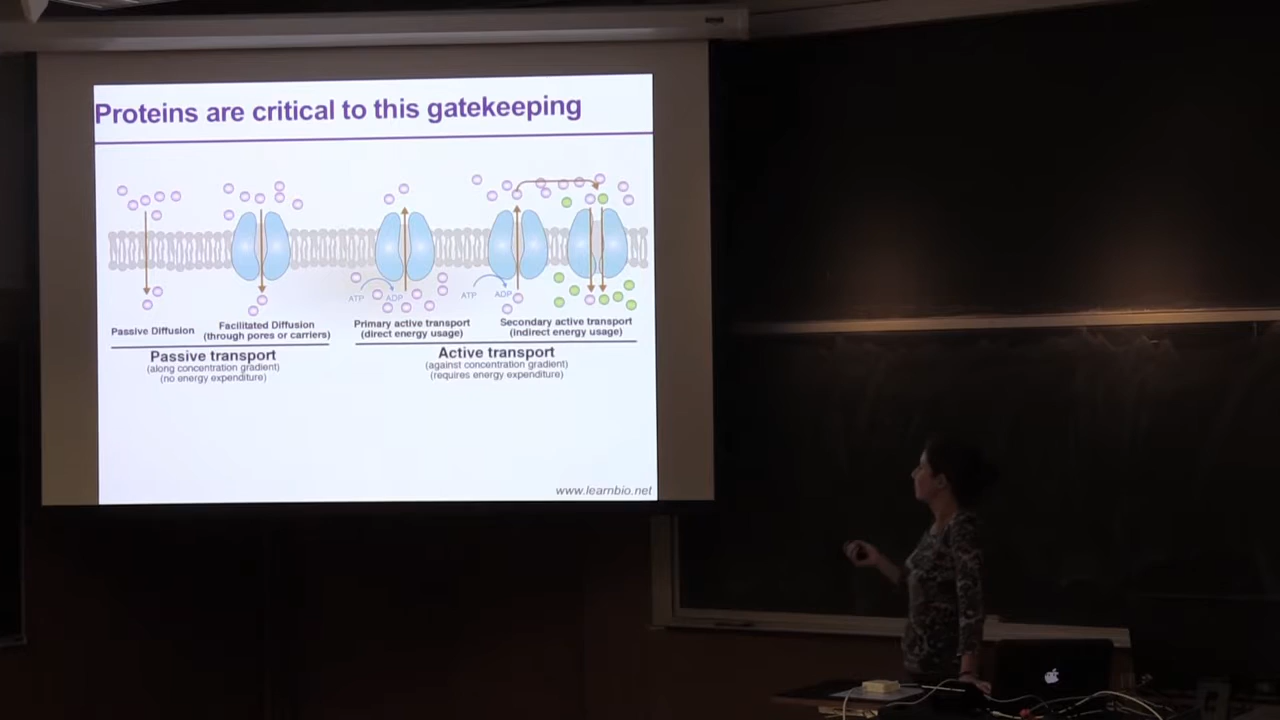 Proteins are critical to this gatekeeping
ATP
ADP
ATP
ADP
Passive Diffusion
Facilitated Diffusion
(through pores or carriers)
Primary active transport
(direct energy usage)
Secondary active transport
(indirect energy usage)
Passive transport
(along concentration gradient)
(no energy expenditure)
Active transport
(against concentration gradient)
(requires energy expenditure)
www.learnbio.net